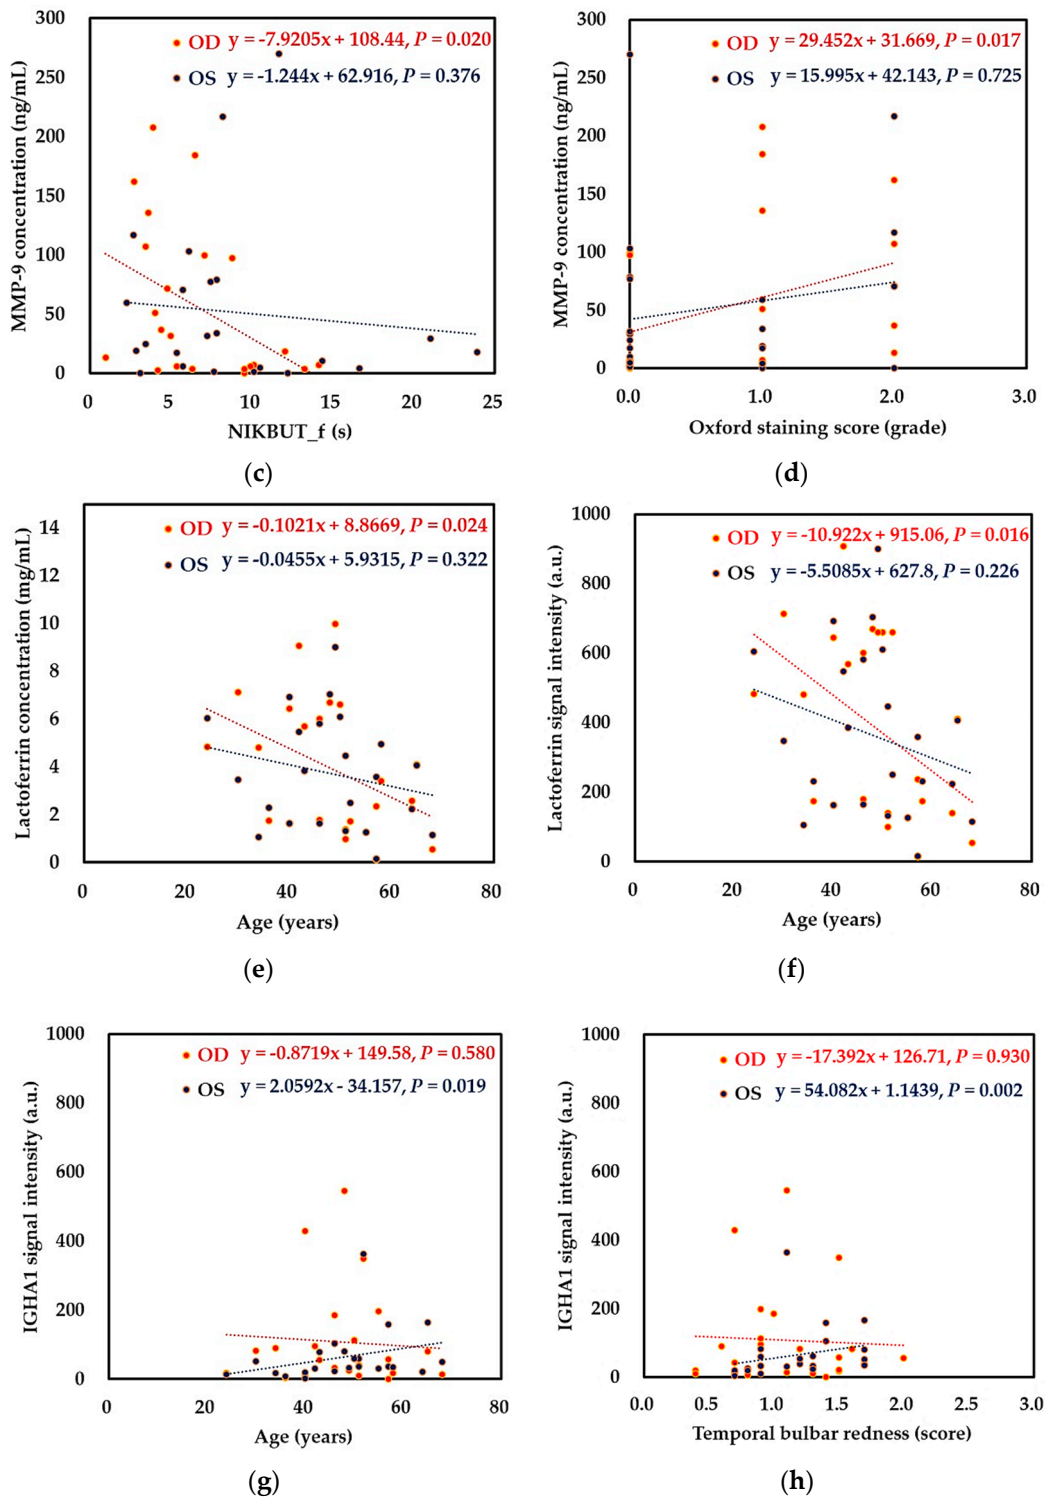 300
250
200
150
100
50
0
MMP-9 concentration (ng/mL)
OD y = -7.9205x + 108.44, P = 0.020
OS y = -1.244x + 62.916, P = 0.376
0 5 10 15 20 25
NIKBUT_f (s)
(c)
300
250
200
150
100
50
0
MMP-9 concentration (ng/mL)
OD y = 29.452x + 31.669, P = 0.017
OS y = 15.995x + 42.143, P = 0.725
0.0 1.0 2.0 3.0
Oxford staining score (grade)
(d)
14
12
10
8
6
4
2
0
Lactoferrin concentration (mg/mL)
OD y = -0.1021x + 8.8669, P = 0.024
OS y = -0.0455x + 5.9315, P = 0.322
0 20 40 60 80
Age (years)
(e)
1000
800
600
400
200
0
Lactoferrin signal intensity (a.u.)
OD y = -10.922x + 915.06, P = 0.016
OS y = -5.5085x + 627.8, P = 0.226
0 20 40 60 80
Age (years)
(f)
1000
800
600
400
200
0
IGHA1 signal intensity (a.u.)
OD y = -0.8719x + 149.58, P = 0.580
OS y = 2.0592x - 34.157, P = 0.019
0 20 40 60 80
Age (years)
(g)
1000
800
600
400
200
0
IGHA1 signal intensity (a.u.)
OD y = -17.392x + 126.71, P = 0.930
OS y = 54.082x + 1.1439, P = 0.002
0.0 0.5 1.0 1.5 2.0 2.5 3.0
Temporal bulbar redness (score)
(h)